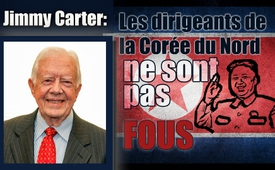 Jimmy Carter:
Les dirigeants de
la Corée du Nord
ne sont
pas
FOUS